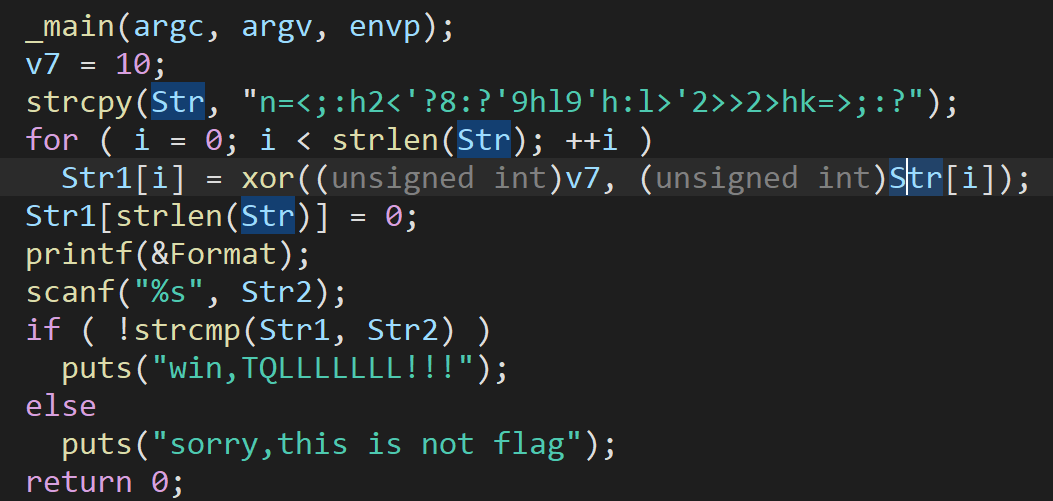 _main(argc, argv, envp);
v7 = 10;
strcpy(Str, "n=<;:h2<'?8:?'9hl9'h:l>'2>>2>hk=>;:?");
for ( i = 0; i < strlen(Str); ++i )
Str1[i] = xor((unsigned int)v7, (unsigned int)Str[i]);
Str1[strlen(Str)] = 0;
printf(&Format);
scanf("%s", Str2);
if ( !strcmp(Str1, Str2) )
puts("win,TQLLLLLLL!!!");
else
puts("sorry,this is not flag");
return 0;